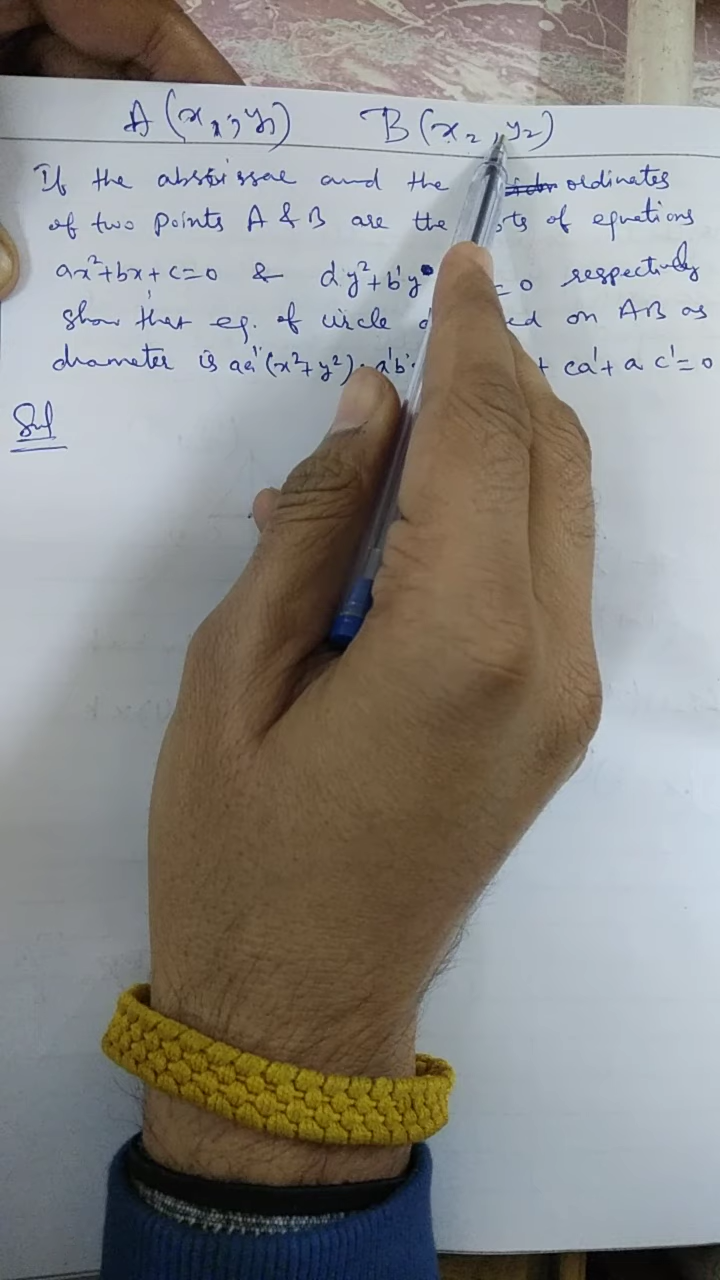 A (x₁, y₁) B (x₂, y₂)
If the abscissae and the ordinates
of two points A & B are the of equations
ax²+bx+c=0 & a'y²+b'y =0 respectively
show that eq. of circle on AB as
diameter is aa'(x²+y²)+a'b + ca'+ a c'=0
Sol